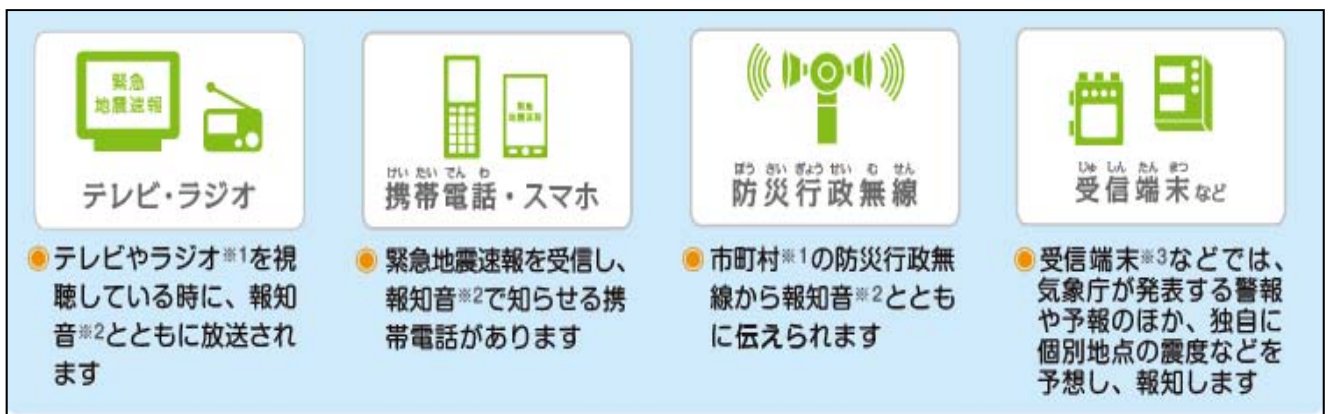 緊急
地震速報
テレビ・ラジオ
テレビやラジオ※1を視
聴している時に、報知
音※2とともに放送され
ます
緊急
地震速報
けい たい でん わ
携帯電話・スマホ
緊急地震速報を受信し、
報知音※2で知らせる携
帯電話があります
ぼう さい ぎょう せい む せん
防災行政無線
市町村※1の防災行政無
線から報知音※2ととも
に伝えられます
じゅ しん たん まつ
受信端末など
受信端末※3などでは、
気象庁が発表する警報
や予報のほか、独自に
個別地点の震度などを
予想し、報知します